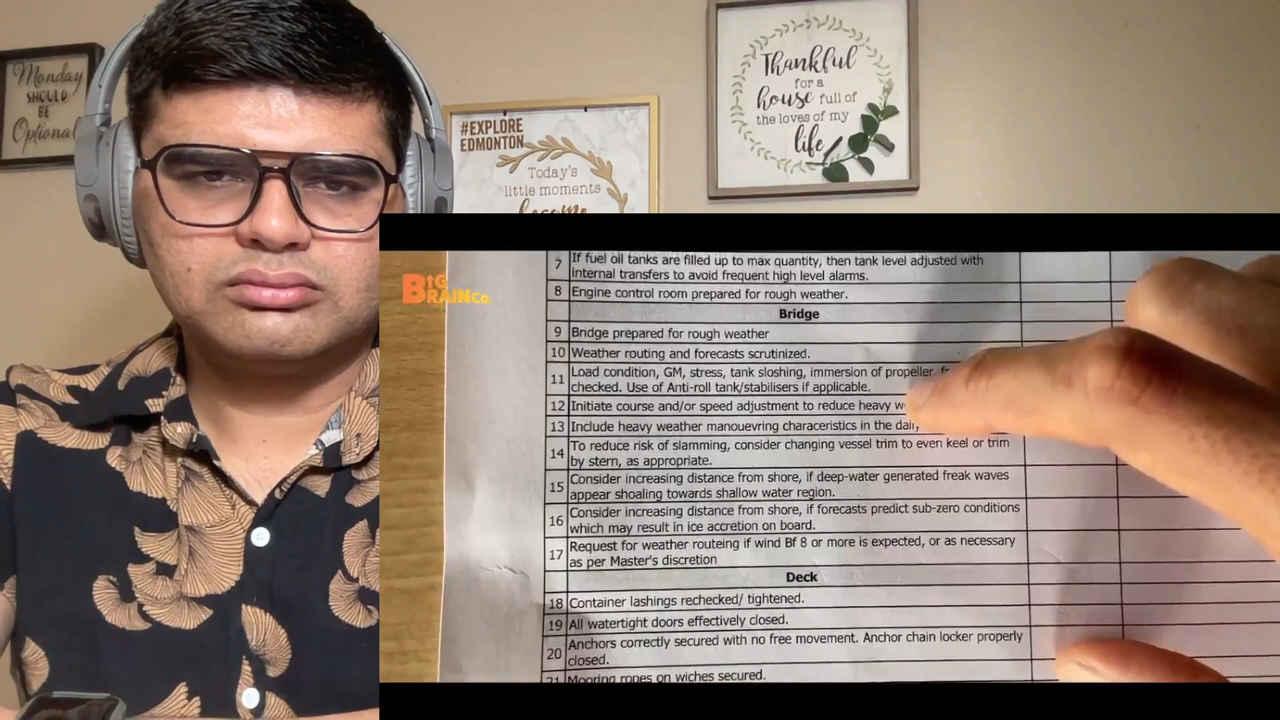 Monday
SHOULD
BE
Optional
#EXPLORE
EDMONTON
Today's
little moments
become
Thankful
for a
house full of
the loves of my
life
BIG
BRAIN Co.
7 If fuel oil tanks are filled up to max quantity, then tank level adjusted with
internal transfers to avoid frequent high level alarms.
8 Engine control room prepared for rough weather.
Bridge
9 Bridge prepared for rough weather
10 Weather routing and forecasts scrutinized.
11 Load condition, GM, stress, tank sloshing, immersion of propeller,
checked. Use of Anti-roll tank/stabilisers if applicable.
12 Initiate course and/or speed adjustment to reduce heavy
13 Include heavy weather manouevring characteristics in the
14 To reduce risk of slamming, consider changing vessel trim to even keel or trim
by stern, as appropriate.
15 Consider increasing distance from shore, if deep-water generated freak waves
appear shoaling towards shallow water region.
16 Consider increasing distance from shore, if forecasts predict sub-zero conditions
which may result in ice accretion on board.
17 Request for weather routeing if wind Bf 8 or more is expected, or as necessary
as per Master's discretion
Deck
18 Container lashings rechecked/ tightened.
19 All watertight doors effectively closed.
20 Anchors correctly secured with no free movement. Anchor chain locker properly
closed.
21 Mooring ropes on wiches secured.